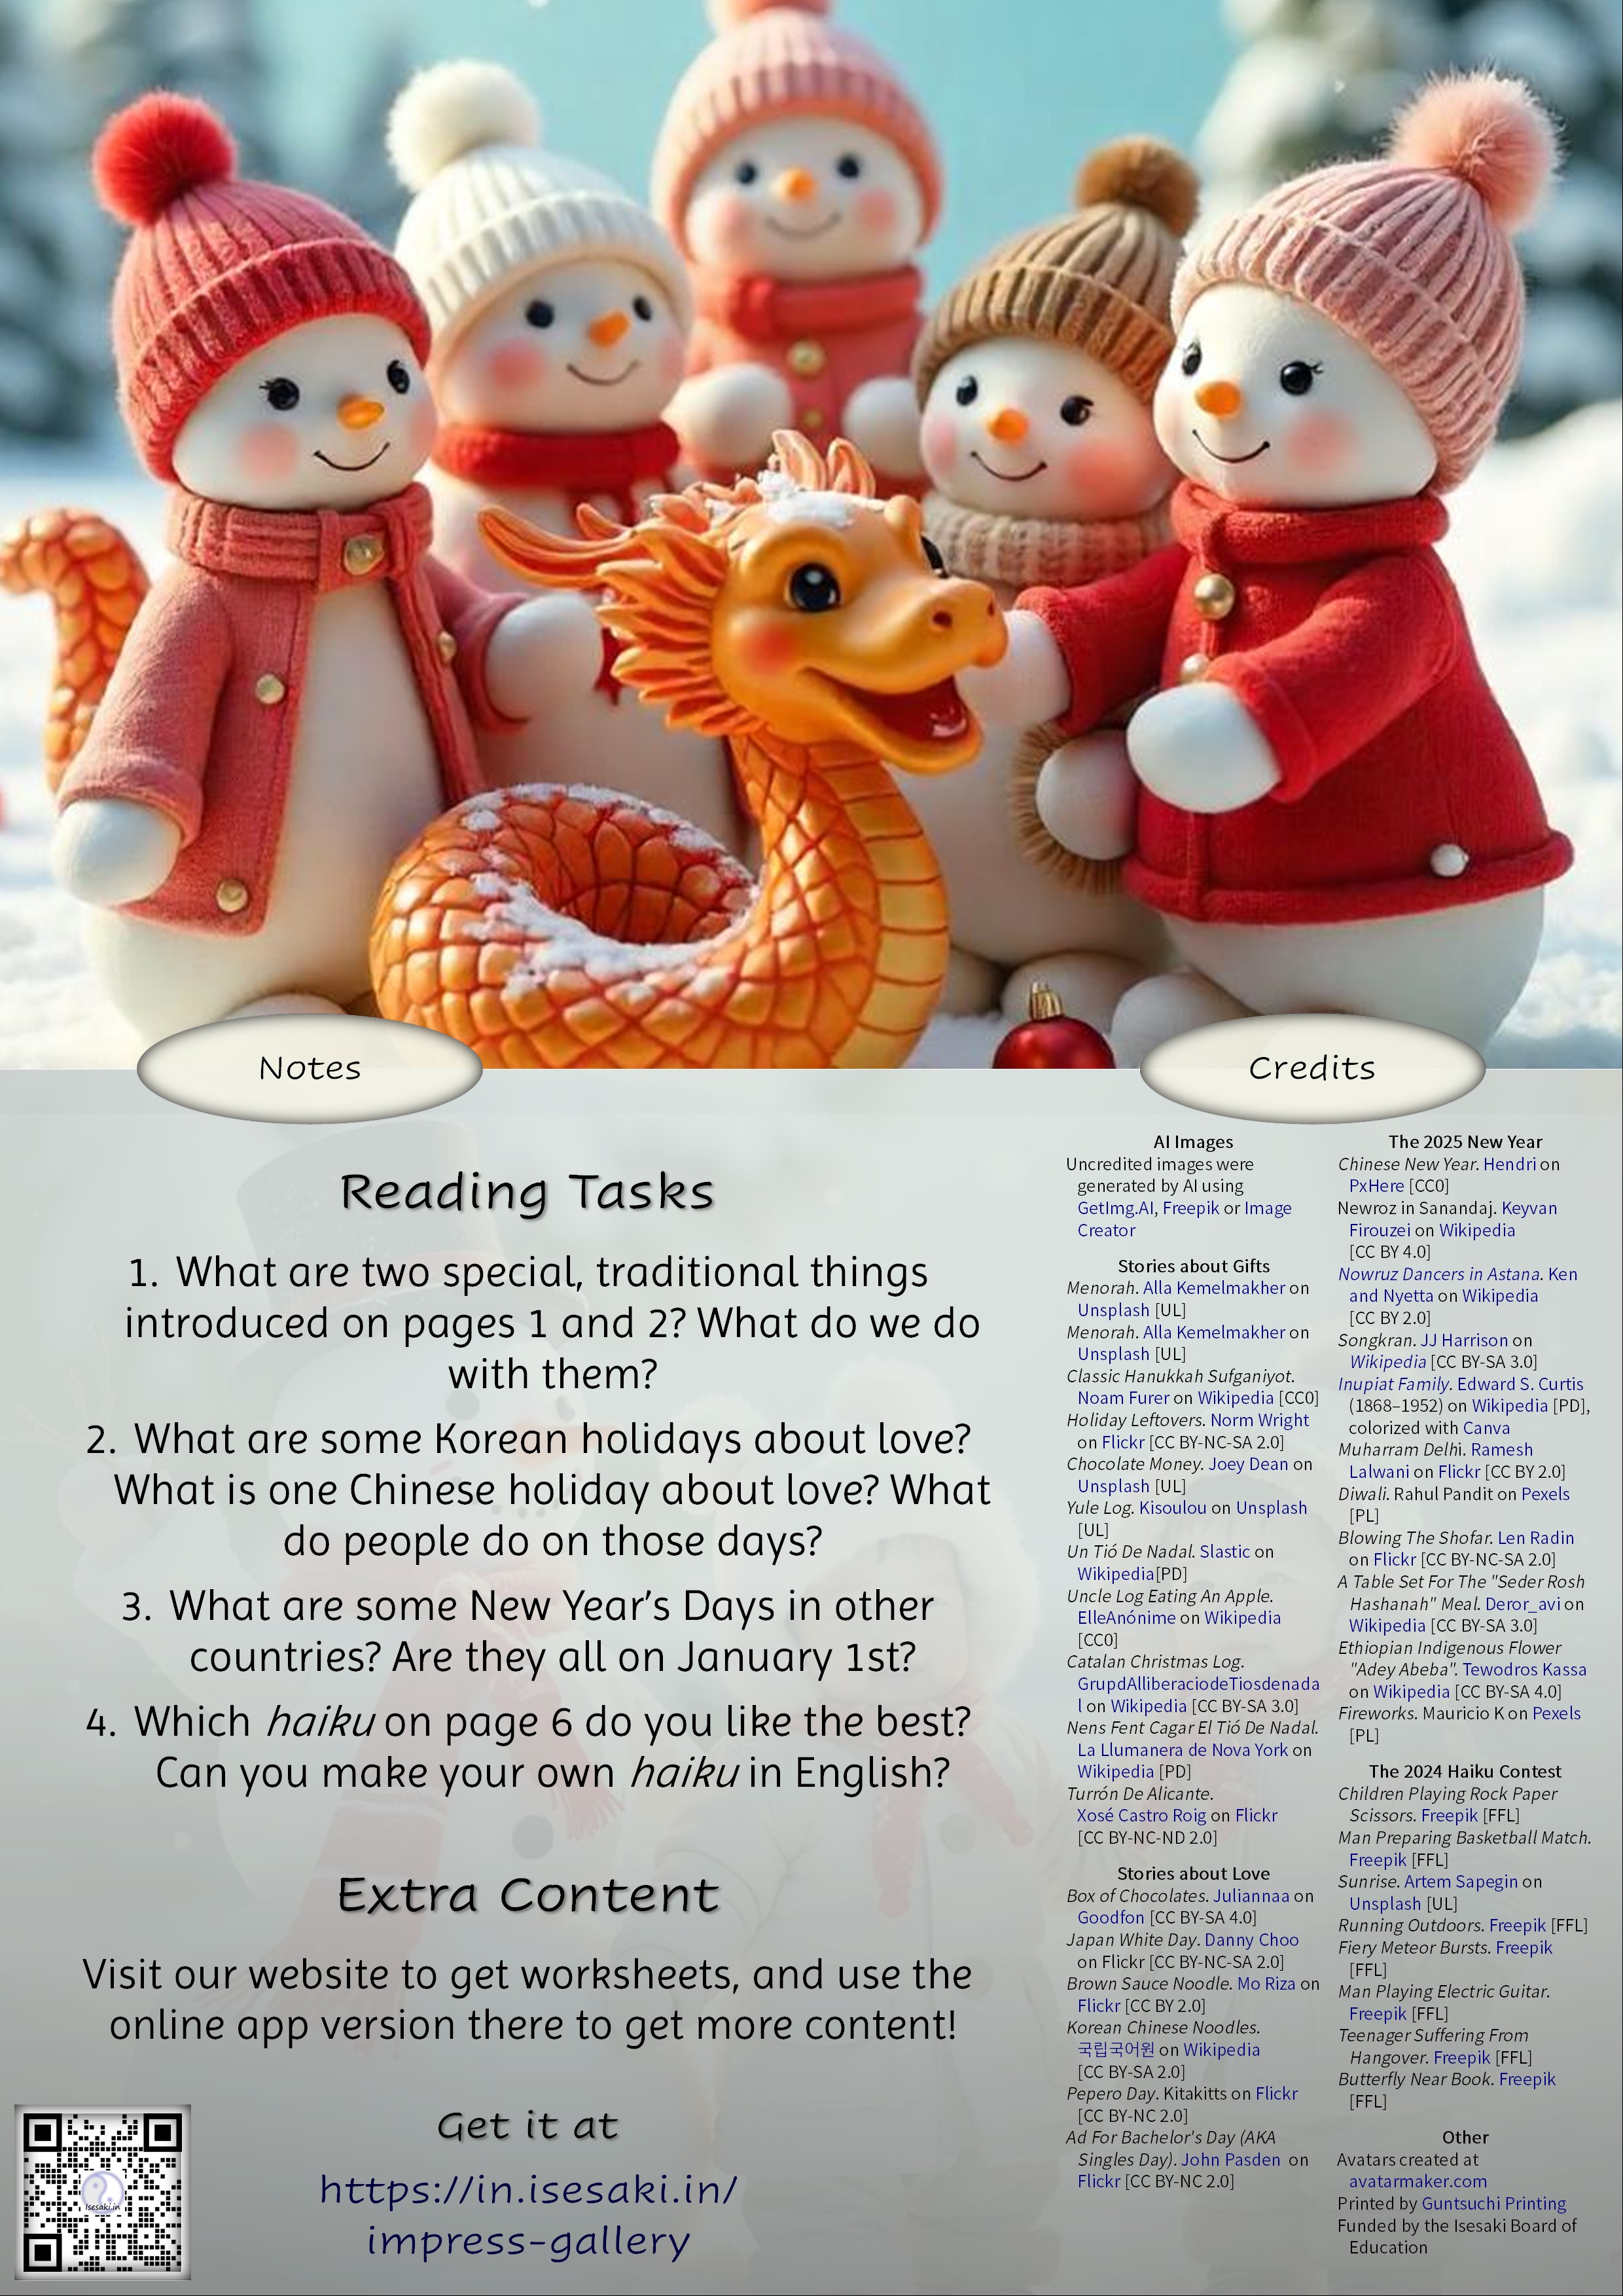 Notes
Reading Tasks
1. What are two special, traditional things
introduced on pages 1 and 2? What do we do
with them?
2. What are some Korean holidays about love?
What is one Chinese holiday about love? What
do people do on those days?
3. What are some New Year’s Days in other
countries? Are they all on January 1st?
4. Which haiku on page 6 do you like the best?
Can you make your own haiku in English?
Extra Content
Visit our website to get worksheets, and use the
online app version there to get more content!
Get it at
https://in.isesaki.in/
impress-gallery
Isesaki.in
Credits
AI Images
Uncredited images were
generated by AI using
GetImg.AI, Freepik or Image
Creator
Stories about Gifts
Menorah. Alla Kemelmakher on
Unsplash [UL]
Menorah. Alla Kemelmakher on
Unsplash [UL]
Classic Hanukkah Sufganiyot.
Noam Furer on Wikipedia [CC0]
Holiday Leftovers. Norm Wright
on Flickr [CC BY-NC-SA 2.0]
Chocolate Money. Joey Dean on
Unsplash [UL]
Yule Log. Kisoulou on Unsplash
[UL]
Un Tió De Nadal. Slastic on
Wikipedia[PD]
Uncle Log Eating An Apple.
ElleAnónime on Wikipedia
[CC0]
Catalan Christmas Log.
GrupdAlliberaciodeTiosdenada
l on Wikipedia [CC BY-SA 3.0]
Nens Fent Cagar El Tió De Nadal.
La Llumanera de Nova York on
Wikipedia [PD]
Turrón De Alicante.
Xosé Castro Roig on Flickr
[CC BY-NC-ND 2.0]
Stories about Love
Box of Chocolates. Juliannaa on
Goodfon [CC BY-SA 4.0]
Japan White Day. Danny Choo
on Flickr [CC BY-NC-SA 2.0]
Brown Sauce Noodle. Mo Riza on
Flickr [CC BY 2.0]
Korean Chinese Noodles.
국립국어원 on Wikipedia
[CC BY-SA 2.0]
Pepero Day. Kitakitts on Flickr
[CC BY-NC 2.0]
Ad For Bachelor's Day (AKA
Singles Day). John Pasden on
Flickr [CC BY-NC 2.0]
The 2025 New Year
Chinese New Year. Hendri on
PxHere [CC0]
Newroz in Sanandaj. Keyvan
Firouzei on Wikipedia
[CC BY 4.0]
Nowruz Dancers in Astana. Ken
and Nyetta on Wikipedia
[CC BY 2.0]
Songkran. JJ Harrison on
Wikipedia [CC BY-SA 3.0]
Inupiat Family. Edward S. Curtis
(1868–1952) on Wikipedia [PD],
colorized with Canva
Muharram Delhi. Ramesh
Lalwani on Flickr [CC BY 2.0]
Diwali. Rahul Pandit on Pexels
[PL]
Blowing The Shofar. Len Radin
on Flickr [CC BY-NC-SA 2.0]
A Table Set For The "Seder Rosh
Hashanah" Meal. Deror_avi on
Wikipedia [CC BY-SA 3.0]
Ethiopian Indigenous Flower
"Adey Abeba". Tewodros Kassa
on Wikipedia [CC BY-SA 4.0]
Fireworks. Mauricio K on Pexels
[PL]
The 2024 Haiku Contest
Children Playing Rock Paper
Scissors. Freepik [FFL]
Man Preparing Basketball Match.
Freepik [FFL]
Sunrise. Artem Sapegin on
Unsplash [UL]
Running Outdoors. Freepik [FFL]
Fiery Meteor Bursts. Freepik
[FFL]
Man Playing Electric Guitar.
Freepik [FFL]
Teenager Suffering From
Hangover. Freepik [FFL]
Butterfly Near Book. Freepik
[FFL]
Other
Avatars created at
avatarmaker.com
Printed by Guntsuchi Printing
Funded by the Isesaki Board of
Education